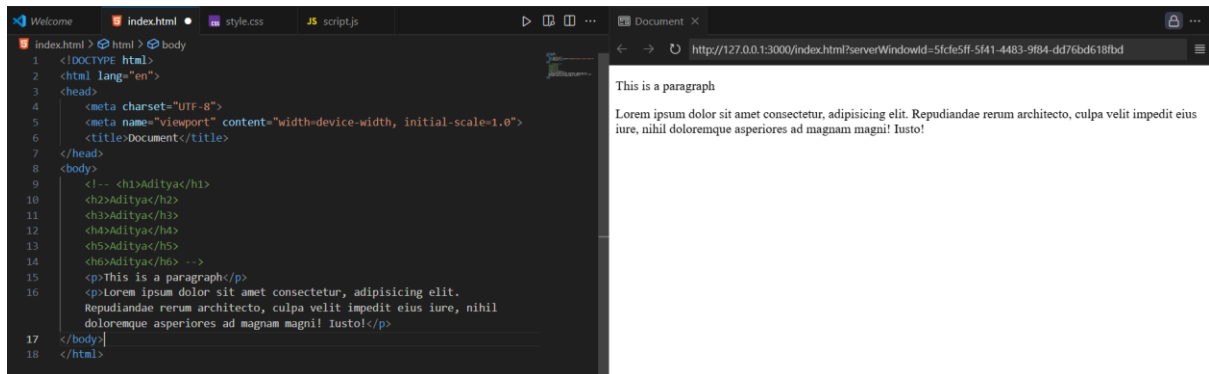 Welcome
index.html
style.css
JS script.js
index.html > html > body
1 <!DOCTYPE html>
2 <html lang="en">
3 <head>
4 <meta charset="UTF-8">
5 <meta name="viewport" content="width=device-width, initial-scale=1.0">
6 <title>Document</title>
7 </head>
8 <body>
9 <!-- <h1>Aditya</h1>
10 <h2>Aditya</h2>
11 <h3>Aditya</h3>
12 <h4>Aditya</h4>
13 <h5>Aditya</h5>
14 <h6>Aditya</h6> -->
15 <p>This is a paragraph</p>
16 <p>Lorem ipsum dolor sit amet consectetur, adipisicing elit.
Repudiandae rerum architecto, culpa velit impedit eius iure, nihil
doloremque asperiores ad magnam magni! Iusto!</p>
17 </body>
18 </html>
Document
http://127.0.0.1:3000/index.html?serverWindowId=5fcfe5ff-5f41-4483-9f84-dd76bd618fbd
This is a paragraph
Lorem ipsum dolor sit amet consectetur, adipisicing elit. Repudiandae rerum architecto, culpa velit impedit eius
iure, nihil doloremque asperiores ad magnam magni! Iusto!